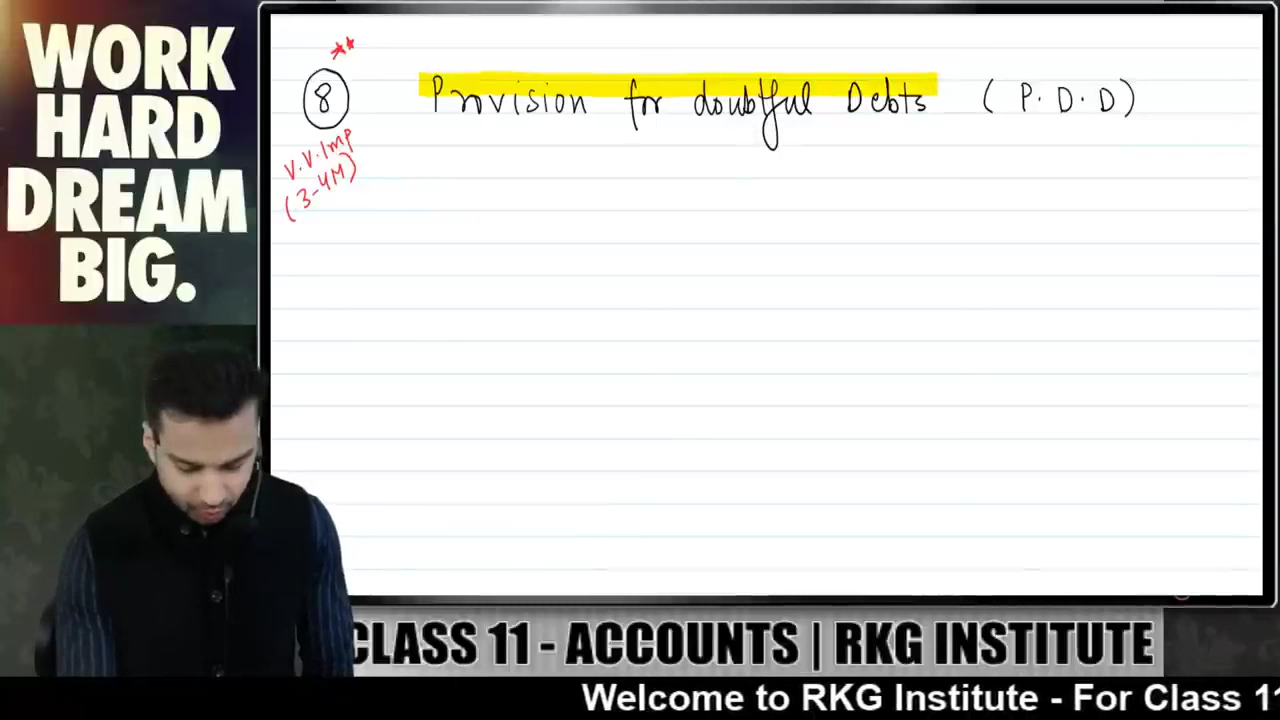 WORK
HARD
DREAM
BIG.
**
8 Provision for doubtful Debts (P.D.D)
V.V.Imp
(3-4M)
CLASS 11 - ACCOUNTS | RKG INSTITUTE
Welcome to RKG Institute - For Class 1